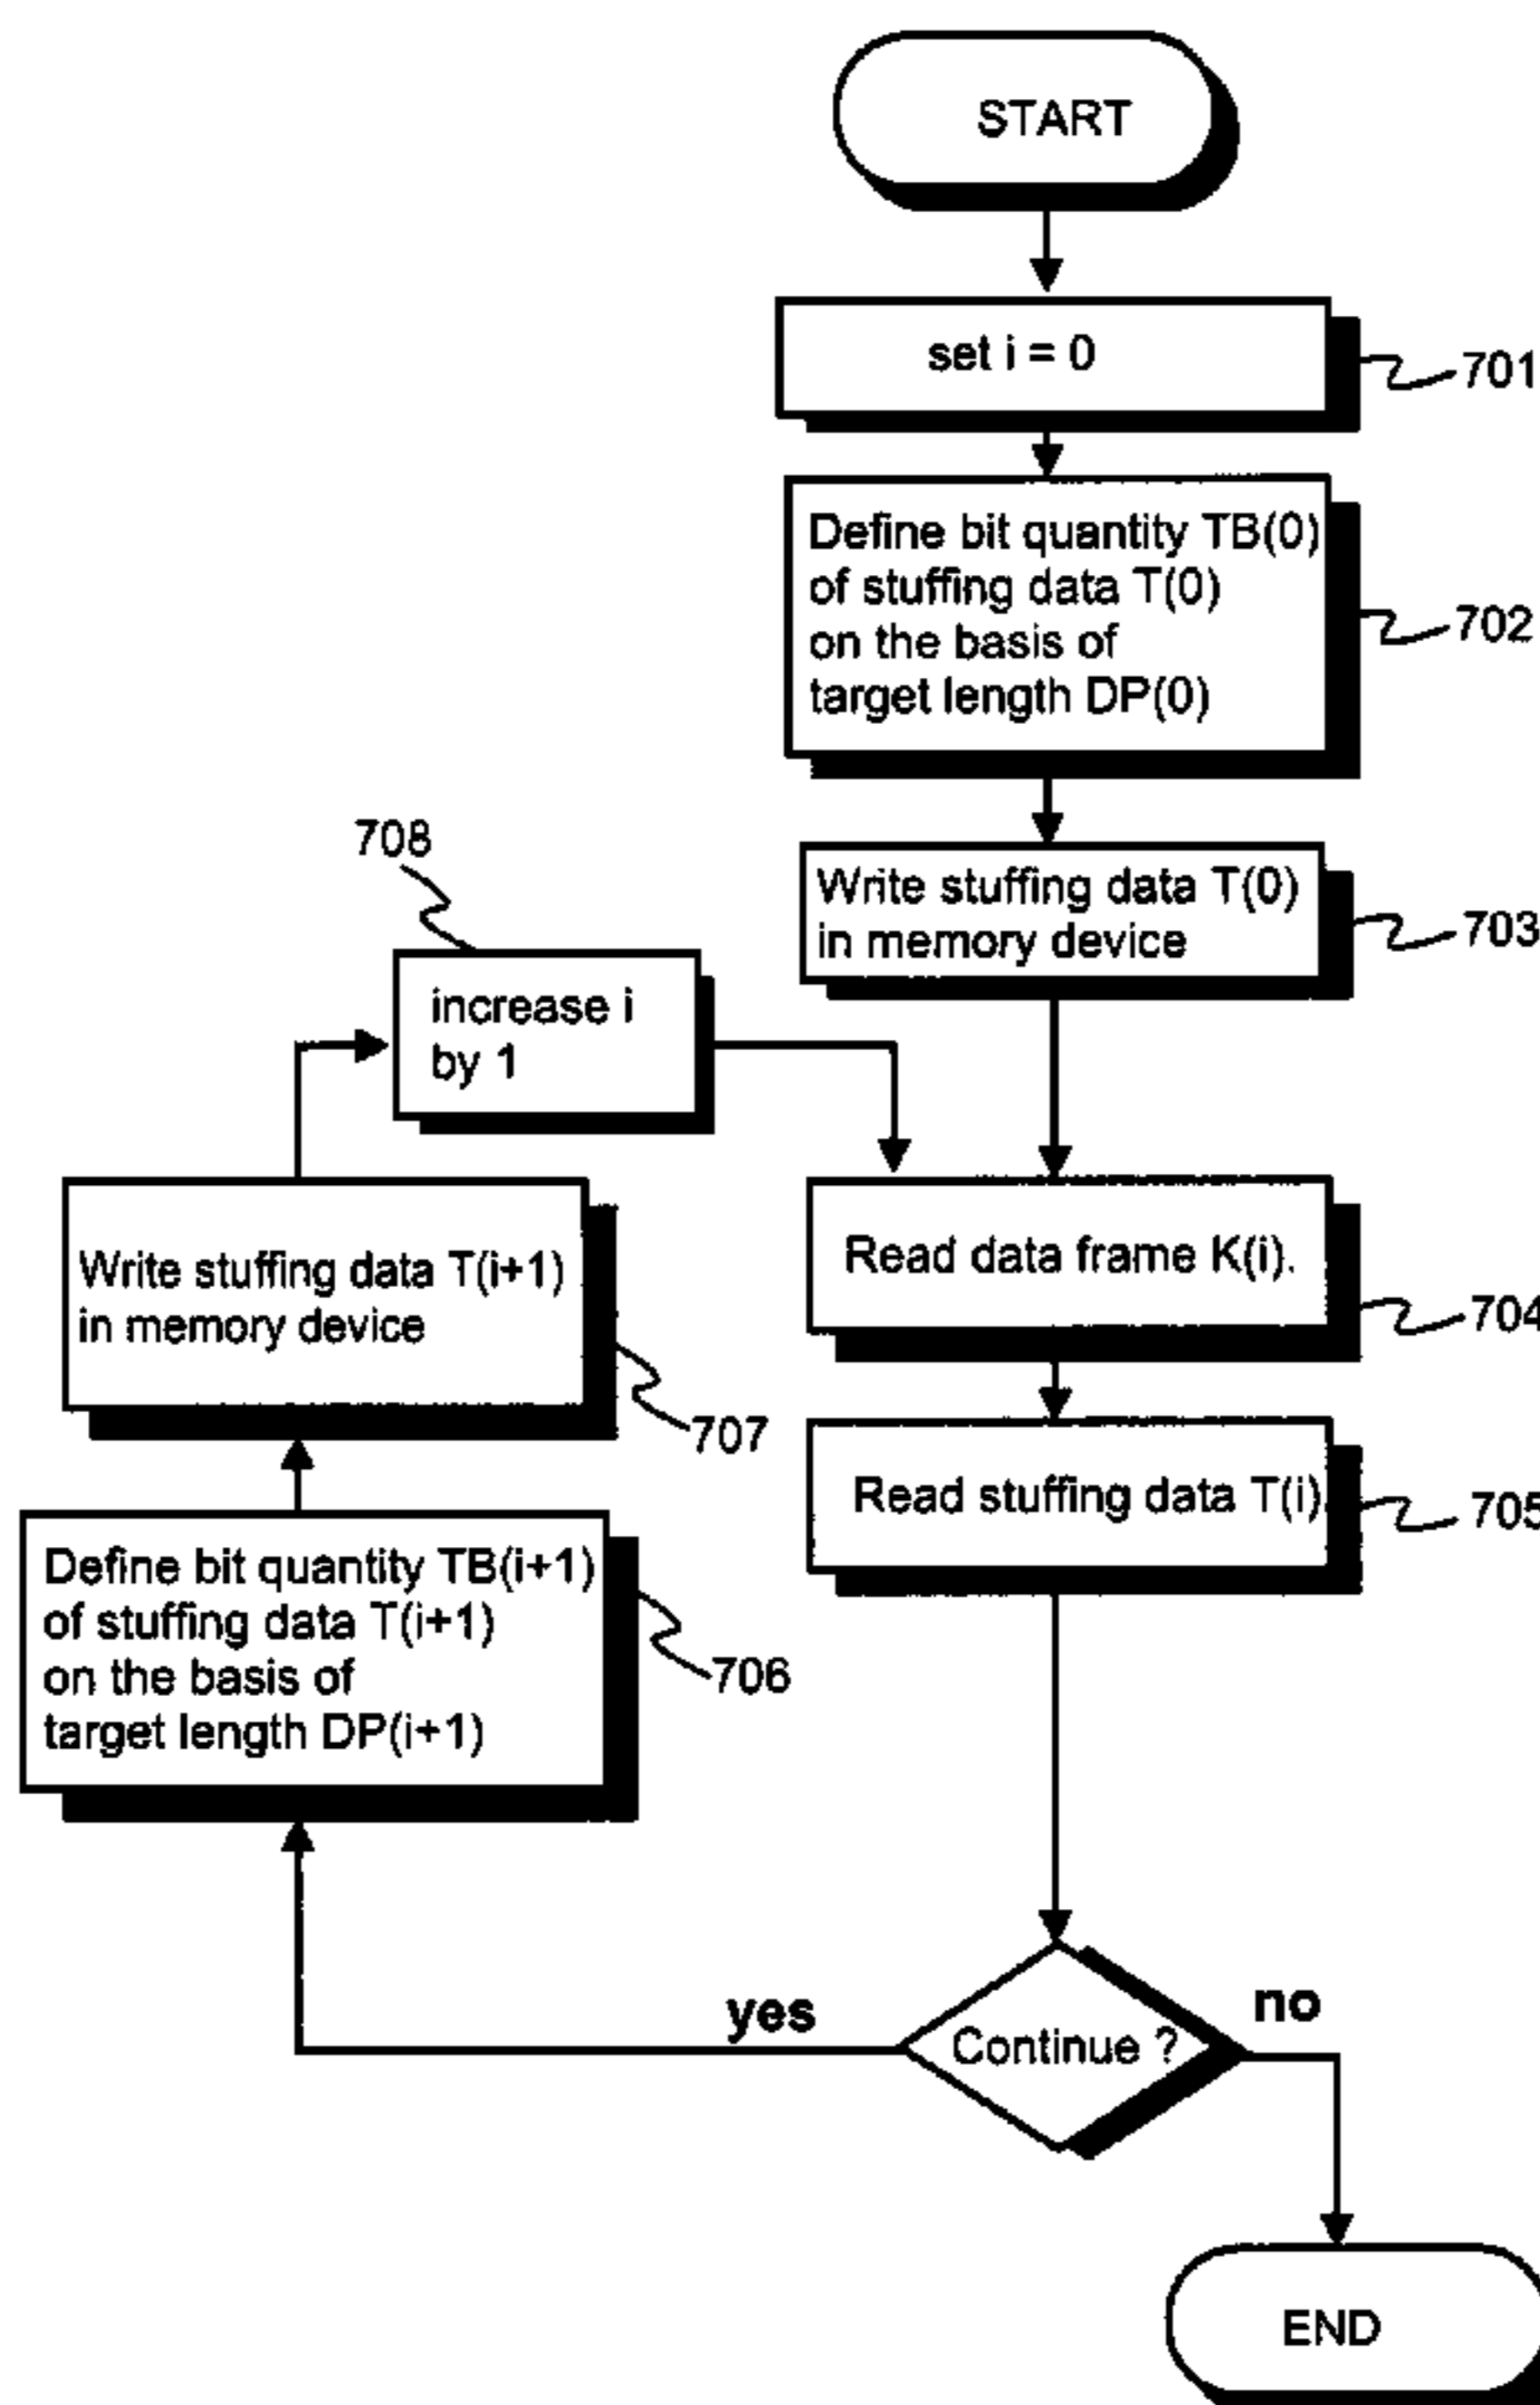 START
set i = 0
701
Define bit quantity TB(0)
of stuffing data T(0)
on the basis of
target length DP(0)
702
Write stuffing data T(0)
in memory device
703
708
increase i
by 1
Read data frame K(i).
704
Write stuffing data T(i+1)
in memory device
707
Read stuffing data T(i)
705
Define bit quantity TB(i+1)
of stuffing data T(i+1)
on the basis of
target length DP(i+1)
706
yes
Continue ?
no
END